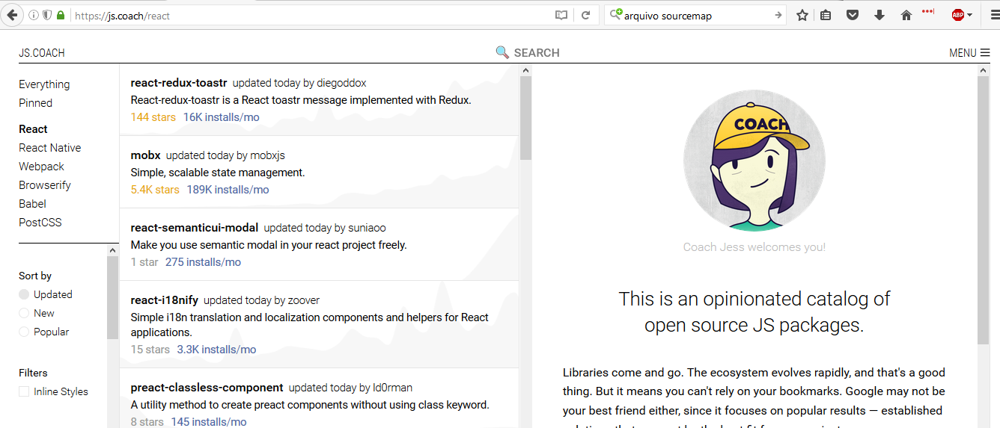 https://js.coach/react
arquivo sourcemap
ABP
JS.COACH
SEARCH
MENU
Everything
Pinned
React
React Native
Webpack
Browserify
Babel
PostCSS
Sort by
Updated
New
Popular
Filters
Inline Styles
react-redux-toastr updated today by diegoddox
React-redux-toastr is a React toastr message implemented with Redux.
144 stars 16K installs/mo
mobx updated today by mobxjs
Simple, scalable state management.
5.4K stars 189K installs/mo
react-semanticui-modal updated today by suniaoo
Make you use semantic modal in your react project freely.
1 star 275 installs/mo
react-i18nify updated today by zoover
Simple i18n translation and localization components and helpers for React
applications.
15 stars 3.3K installs/mo
preact-classless-component updated today by ld0rman
A utility method to create preact components without using class keyword.
8 stars 145 installs/mo
COACH
Coach Jess welcomes you!
This is an opinionated catalog of
open source JS packages.
Libraries come and go. The ecosystem evolves rapidly, and that's a good
thing. But it means you can't rely on your bookmarks. Google may not be
your best friend either, since it focuses on popular results — established